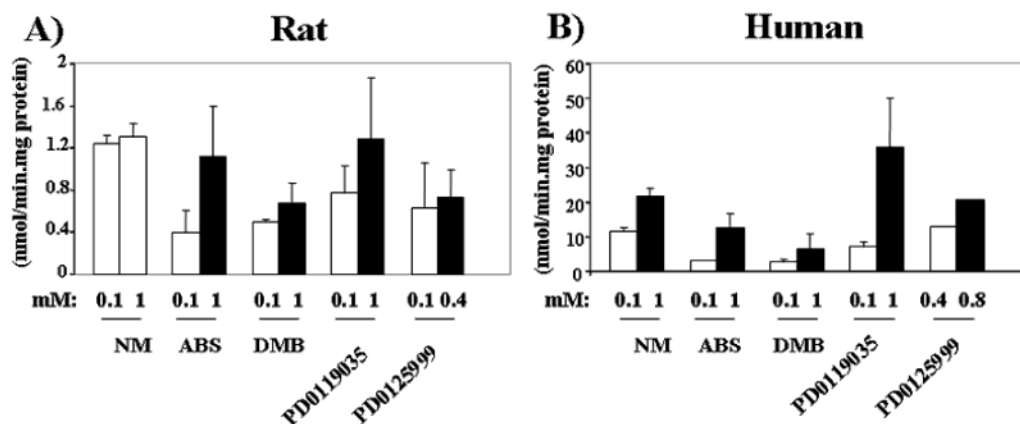 A) Rat
(nmol/min.mg protein)
2
1.6
1.2
0.8
0.4
0
mM: 0.1 1 0.1 1 0.1 1 0.1 1 0.1 0.4
NM ABS DMB PD0119035 PD0125999
B) Human
(nmol/min.mg protein)
60
50
40
30
20
10
0
0.1 1 0.1 1 0.1 1 0.1 1 0.4 0.8
NM ABS DMB PD0119035 PD0125999